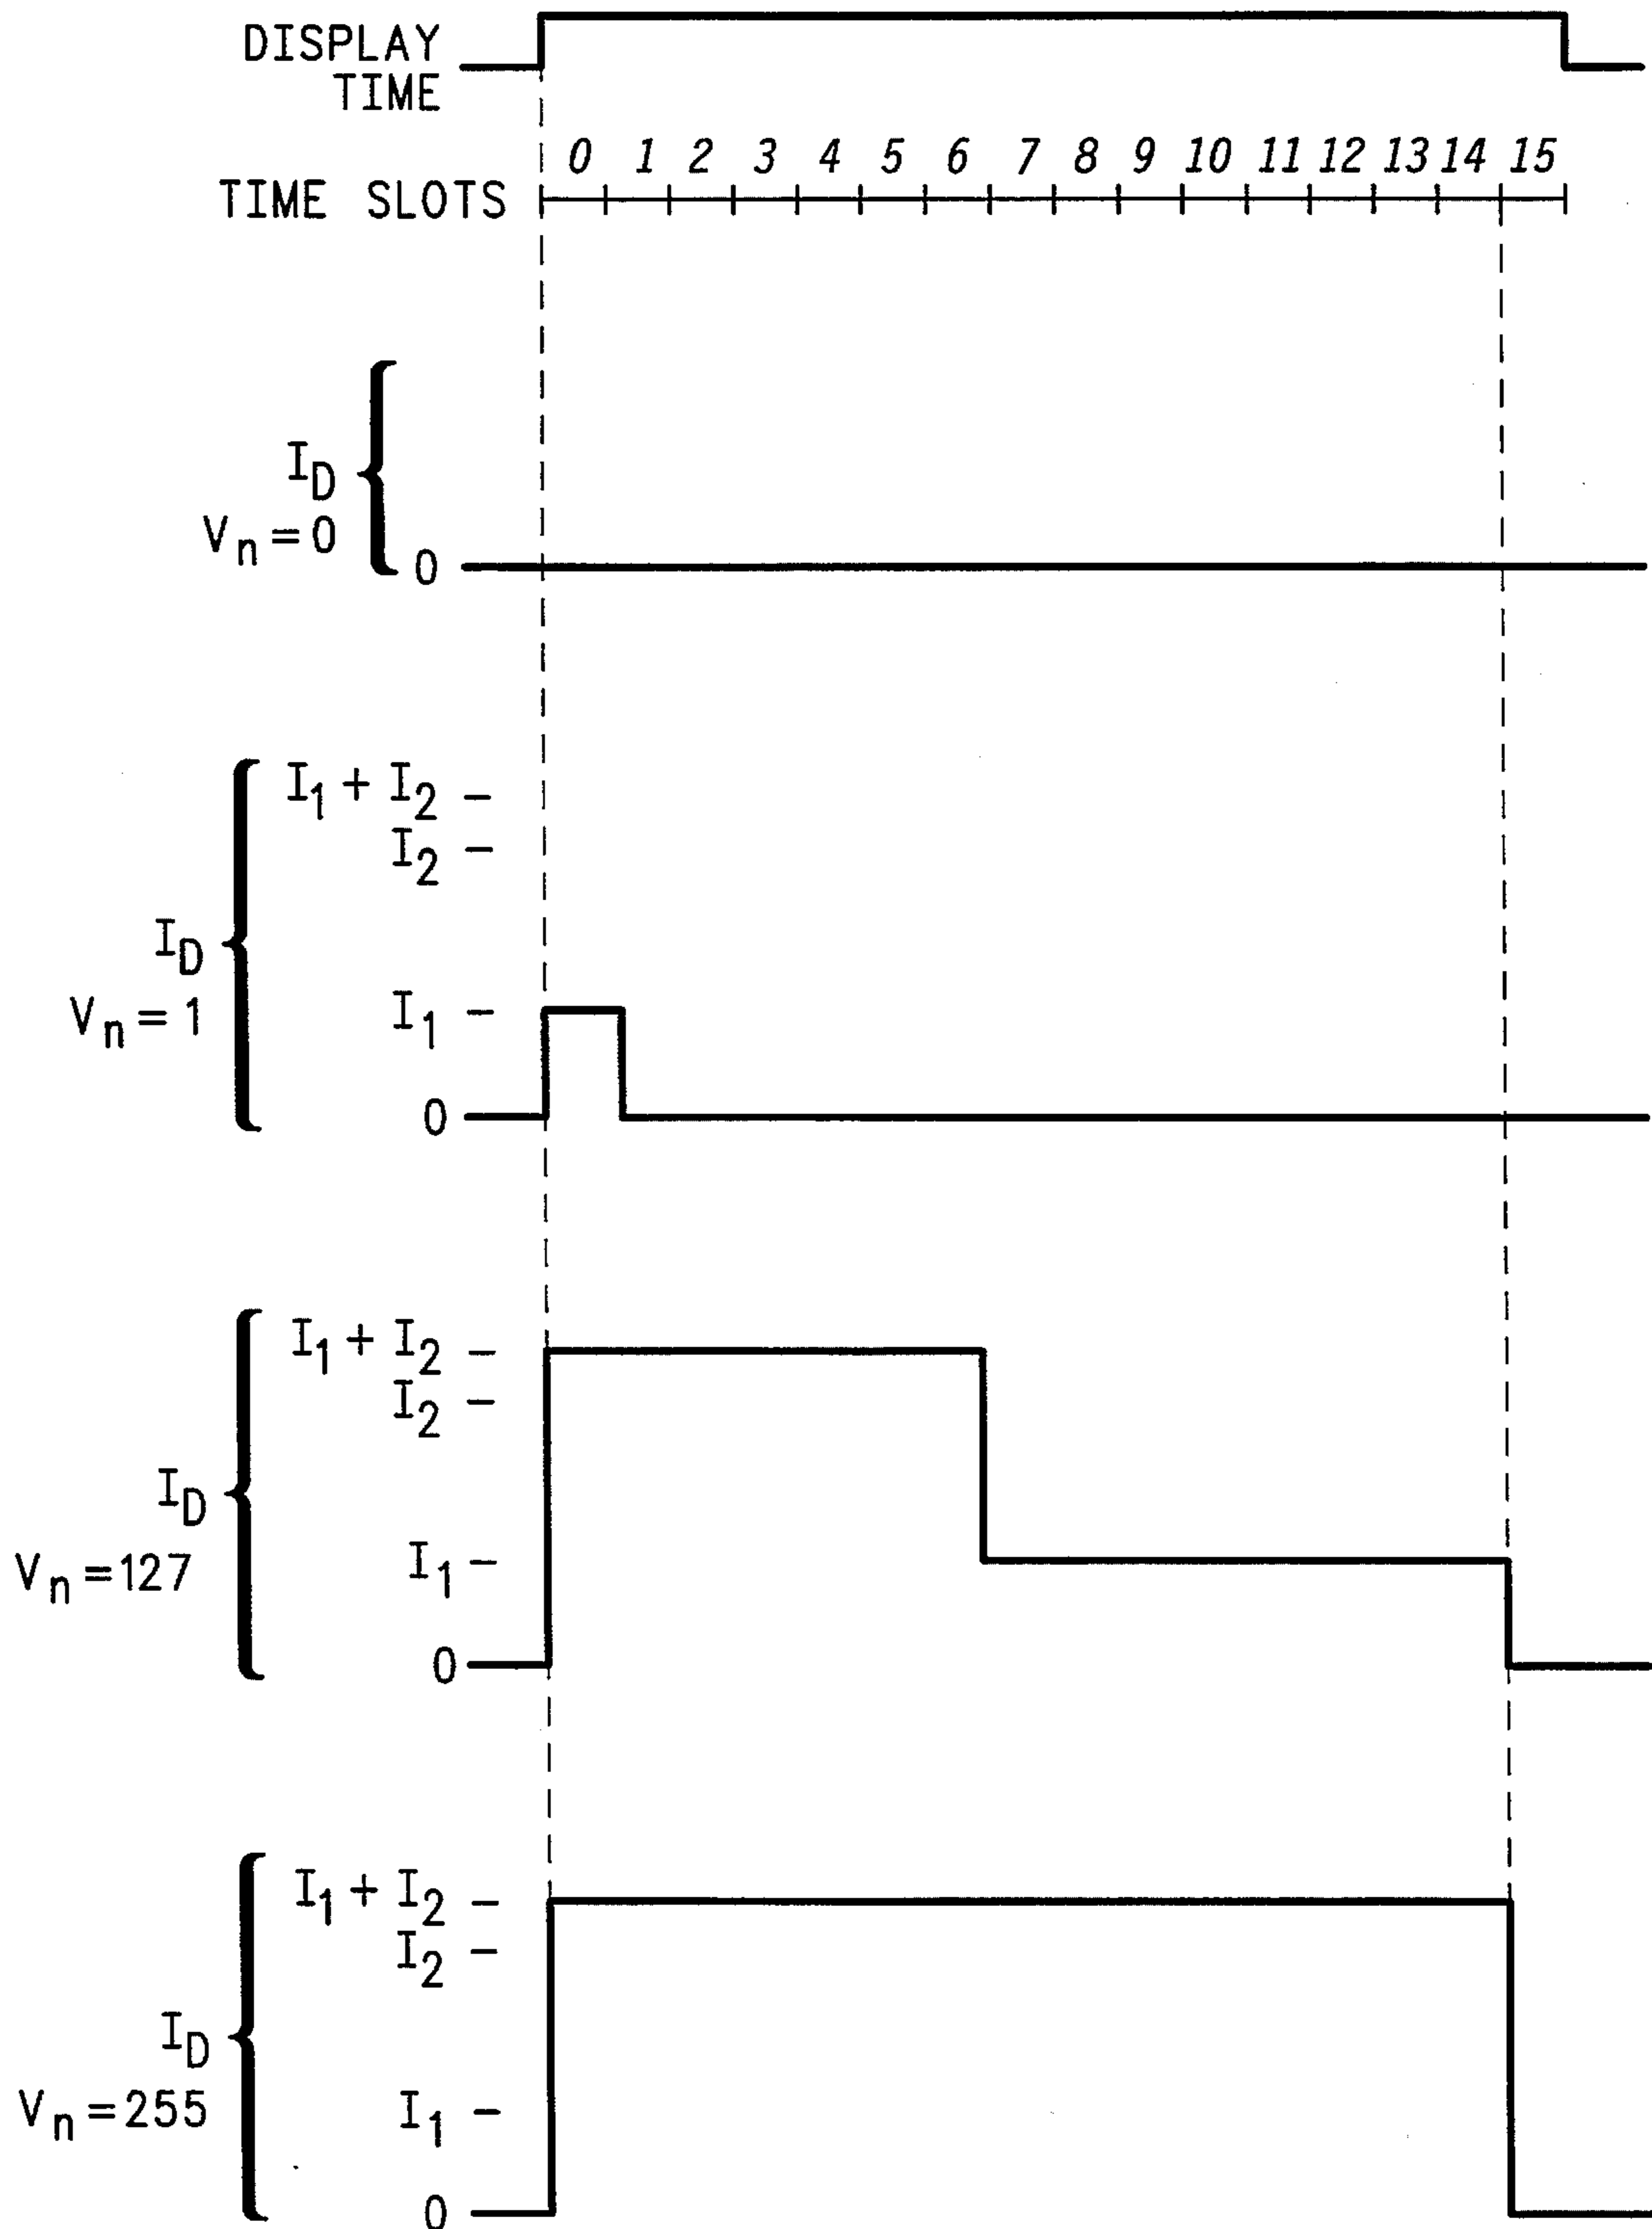 DISPLAY
TIME
0 1 2 3 4 5 6 7 8 9 10 11 12 13 14 15
TIME SLOTS
I_D
V_n=0
0
I_1+I_2
I_2
I_D
V_n=1
I_1
0
I_1+I_2
I_2
I_D
V_n=127
I_1
0
I_1+I_2
I_2
I_D
V_n=255
I_1
0